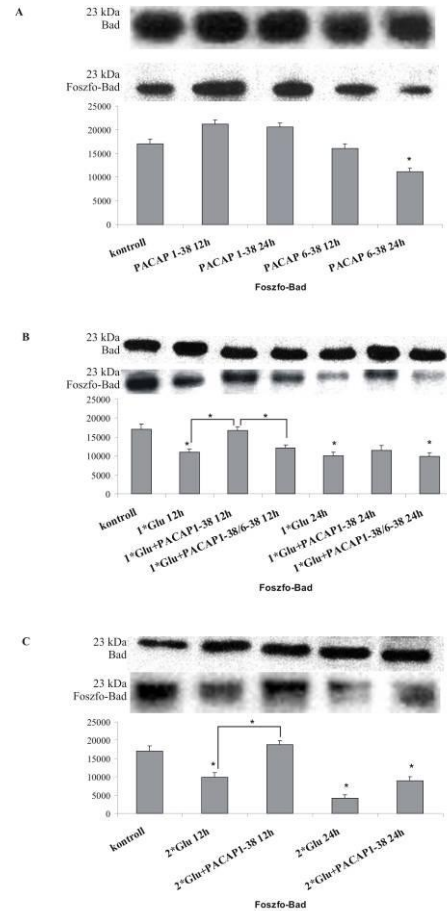 A
23 kDa
Bad
23 kDa
Foszfo-Bad
25000
20000
15000
10000
5000
0
*
kontroll
PACAP 1-38 12h
PACAP 1-38 24h
PACAP 6-38 12h
PACAP 6-38 24h
Foszfo-Bad
B
23 kDa
Bad
23 kDa
Foszfo-Bad
25000
20000
15000
10000
5000
0
* * * * *
kontroll
1*Glu 12h
1*Glu+PACAP1-38 12h
1*Glu+PACAP1-38/6-38 12h
1*Glu 24h
1*Glu+PACAP1-38 24h
1*Glu+PACAP1-38/6-38 24h
Foszfo-Bad
C
23 kDa
Bad
23 kDa
Foszfo-Bad
25000
20000
15000
10000
5000
0
* * * *
kontroll
2*Glu 12h
2*Glu+PACAP1-38 12h
2*Glu 24h
2*Glu+PACAP1-38 24h
Foszfo-Bad